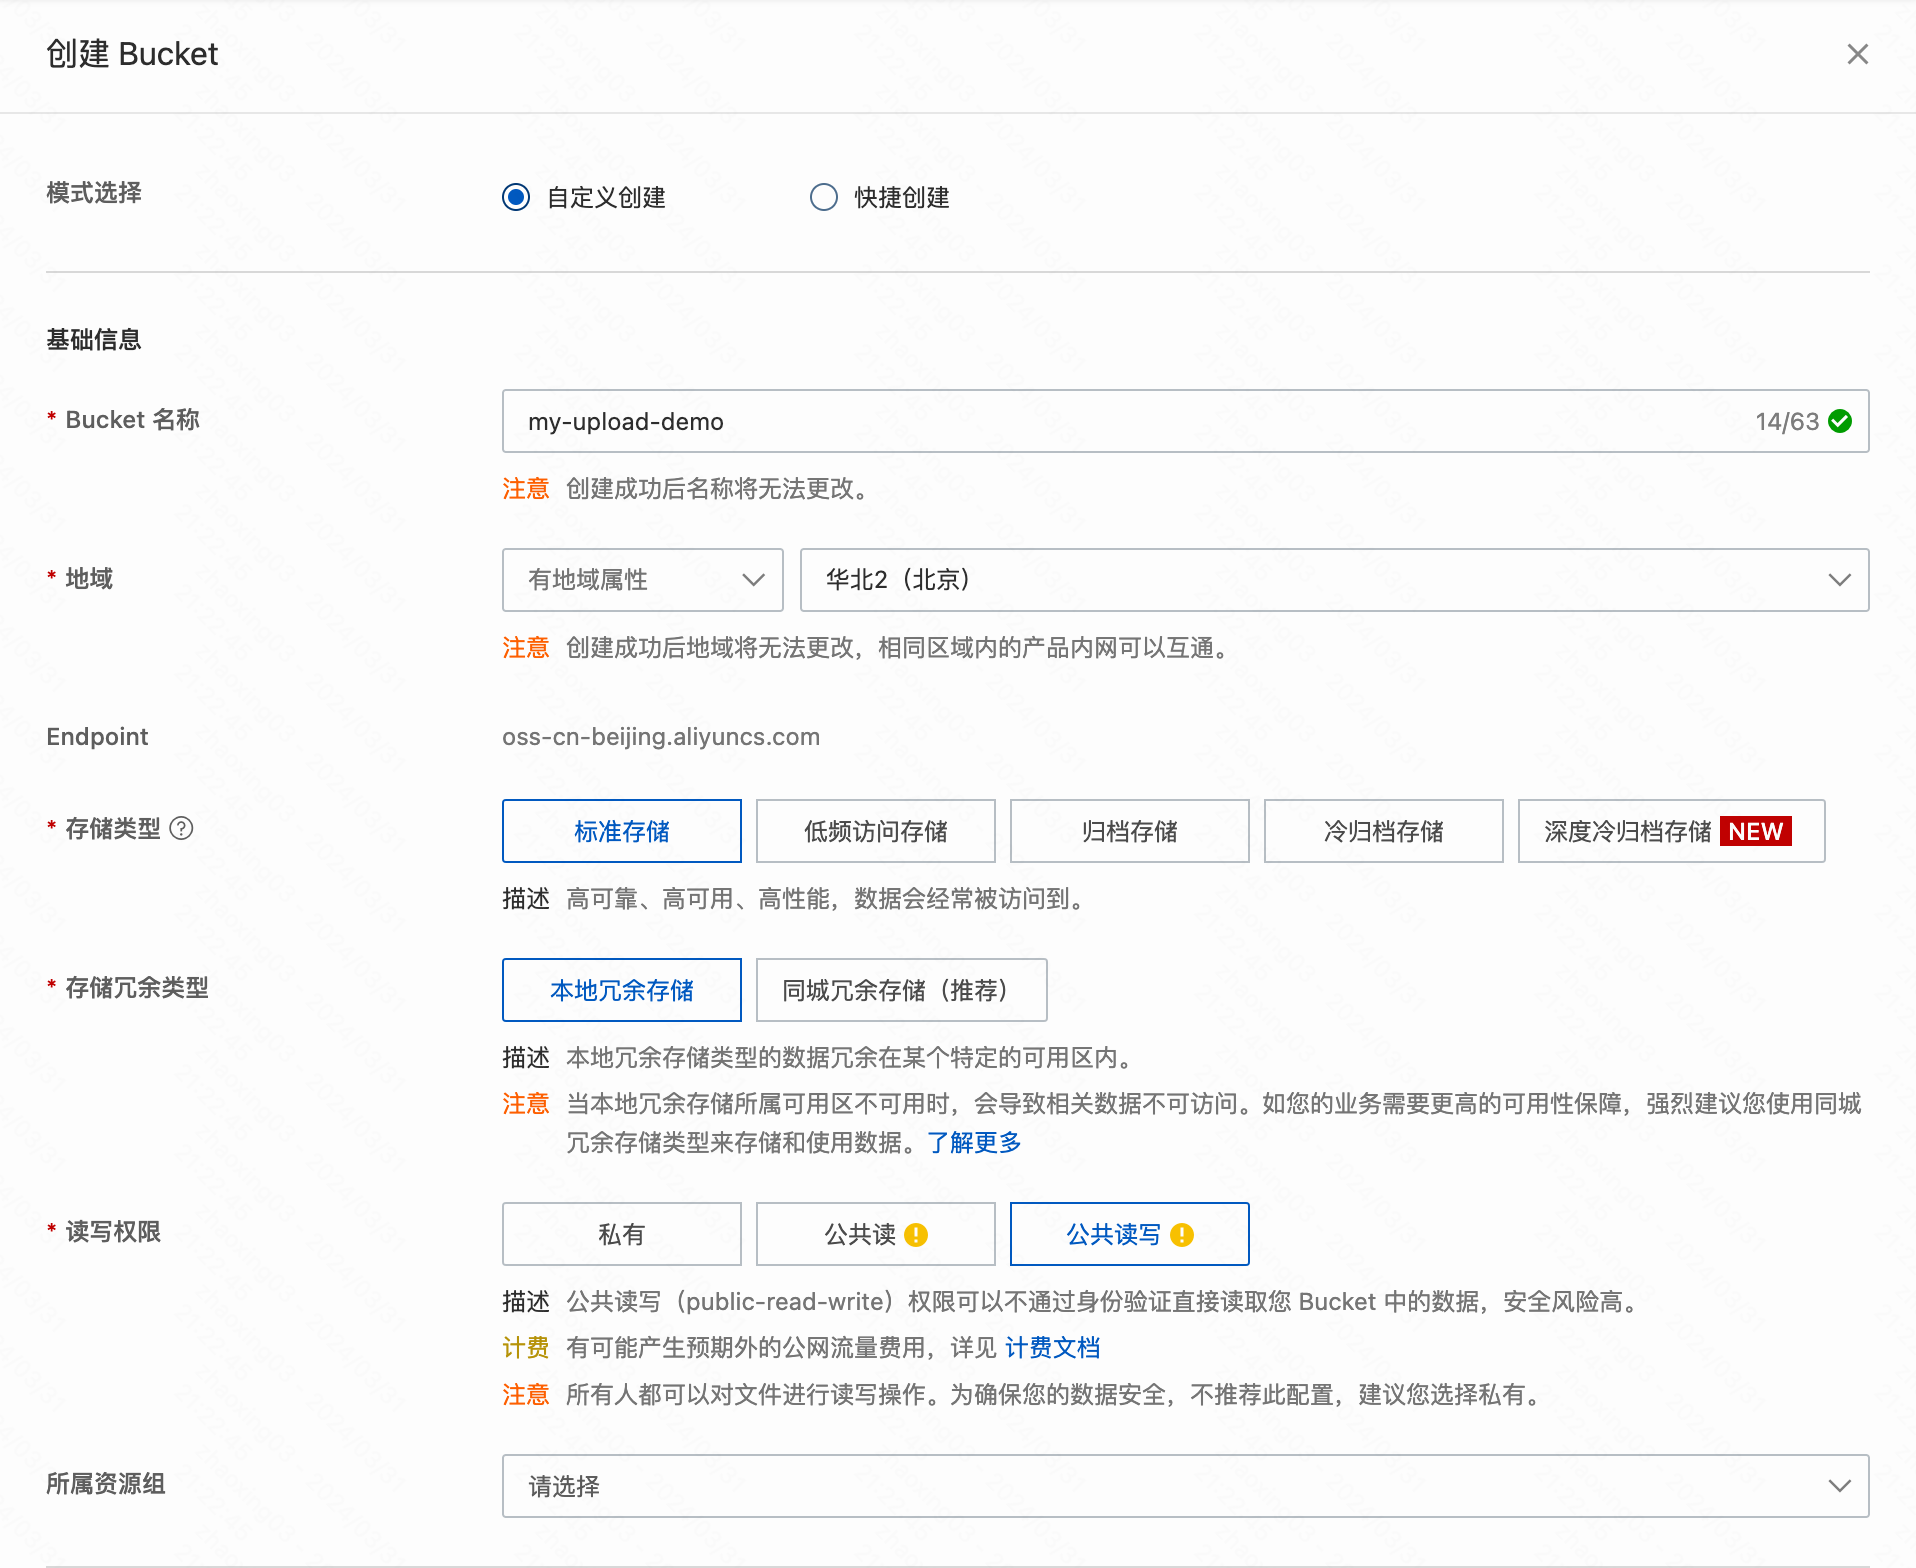 创建 Bucket
模式选择
自定义创建
快捷创建
基础信息
* Bucket 名称
my-upload-demo
14/63
注意 创建成功后名称将无法更改。
* 地域
有地域属性
华北2（北京）
注意 创建成功后地域将无法更改，相同区域内的产品内网可以互通。
Endpoint
oss-cn-beijing.aliyuncs.com
* 存储类型 ?
标准存储
低频访问存储
归档存储
冷归档存储
深度冷归档存储 NEW
描述 高可靠、高可用、高性能，数据会经常被访问到。
* 存储冗余类型
本地冗余存储
同城冗余存储（推荐）
描述 本地冗余存储类型的数据冗余在某个特定的可用区内。
注意 当本地冗余存储所属可用区不可用时，会导致相关数据不可访问。如您的业务需要更高的可用性保障，强烈建议您使用同城
冗余存储类型来存储和使用数据。了解更多
* 读写权限
私有
公共读 !
公共读写 !
描述 公共读写（public-read-write）权限可以不通过身份验证直接读取您 Bucket 中的数据，安全风险高。
计费 有可能产生预期外的公网流量费用，详见 计费文档
注意 所有人都可以对文件进行读写操作。为确保您的数据安全，不推荐此配置，建议您选择私有。
所属资源组
请选择